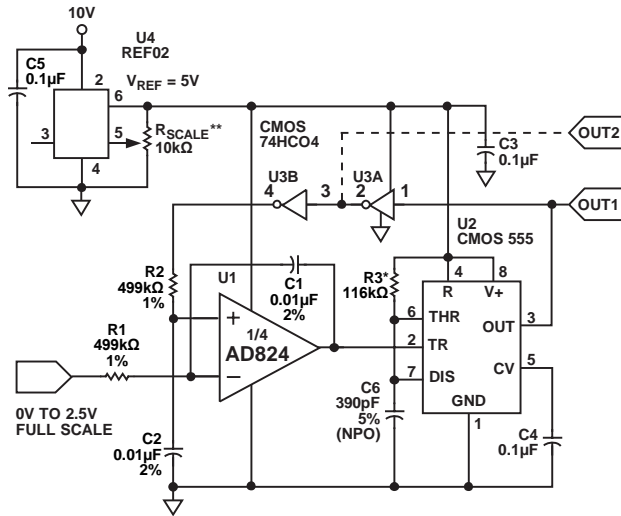 10V
U4
REF02
C5
0.1µF
2
VREF = 5V
6
3
5
RSCALE**
10kΩ
4
CMOS
74HCO4
C3
0.1µF
OUT2
U3B
4
3
U3A
2
1
OUT1
U2
CMOS 555
R2
499kΩ
1%
U1
C1
0.01µF
2%
R3*
116kΩ
4
8
R
V+
6
THR
OUT
3
+
1/4
AD824
–
2
TR
R1
499kΩ
1%
7
DIS
CV
5
0V TO 2.5V
FULL SCALE
C6
390pF
5%
(NPO)
GND
1
C2
0.01µF
2%
C4
0.1µF